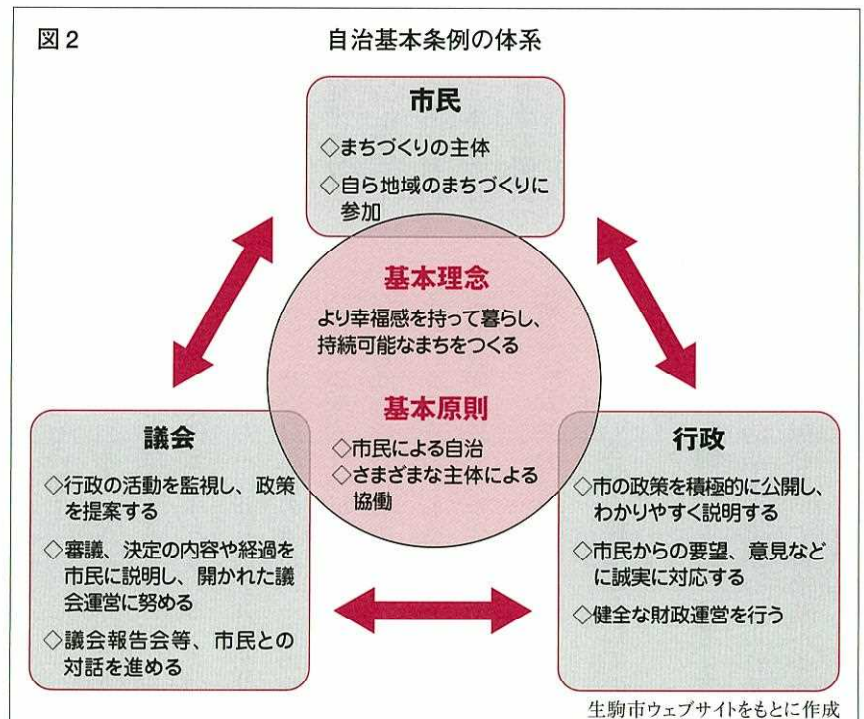 図2
自治基本条例の体系
市民
◇まちづくりの主体
◇自ら地域のまちづくりに
参加
基本理念
より幸福感を持って暮らし、
持続可能なまちをつくる
基本原則
◇市民による自治
◇さまざまな主体による
協働
議会
◇行政の活動を監視し、政策
を提案する
◇審議、決定の内容や経過を
市民に説明し、開かれた議
会運営に努める
◇議会報告会等、市民との
対話を進める
行政
◇市の政策を積極的に公開し、
わかりやすく説明する
◇市民からの要望、意見など
に誠実に対応する
◇健全な財政運営を行う
生駒市ウェブサイトをもとに作成